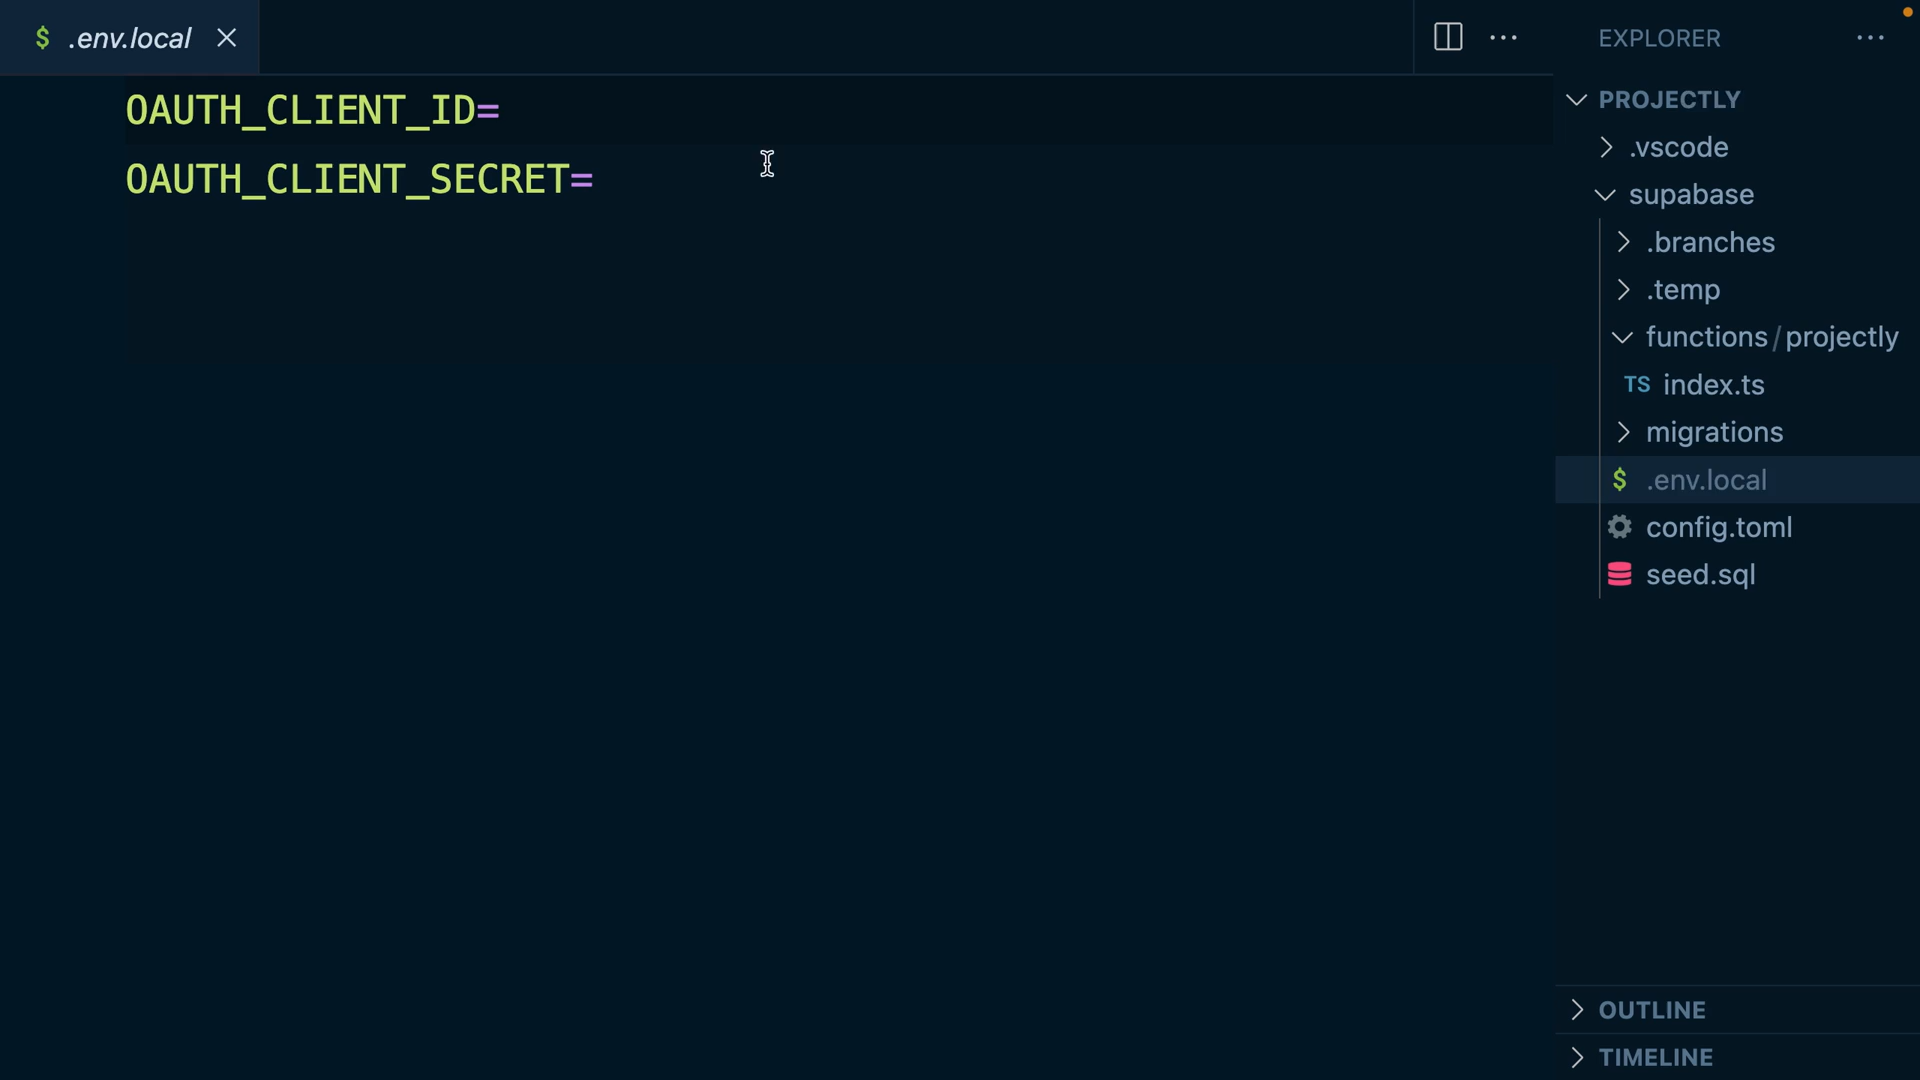 $ .env.local
OAUTH_CLIENT_ID=
OAUTH_CLIENT_SECRET=
EXPLORER
PROJECTLY
.vscode
supabase
.branches
.temp
functions/projectly
TS index.ts
migrations
$ .env.local
config.toml
seed.sql
OUTLINE
TIMELINE